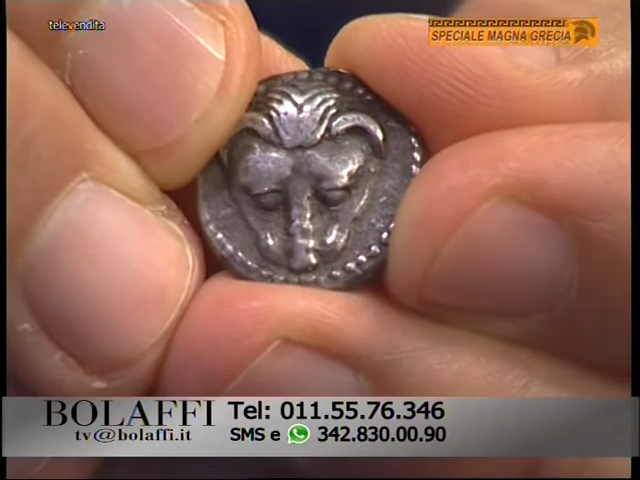 televendita
SPECIALE MAGNA GRECIA
BOLAFFI
tv@bolaffi.it
Tel: 011.55.76.346
SMS e 342.830.00.90